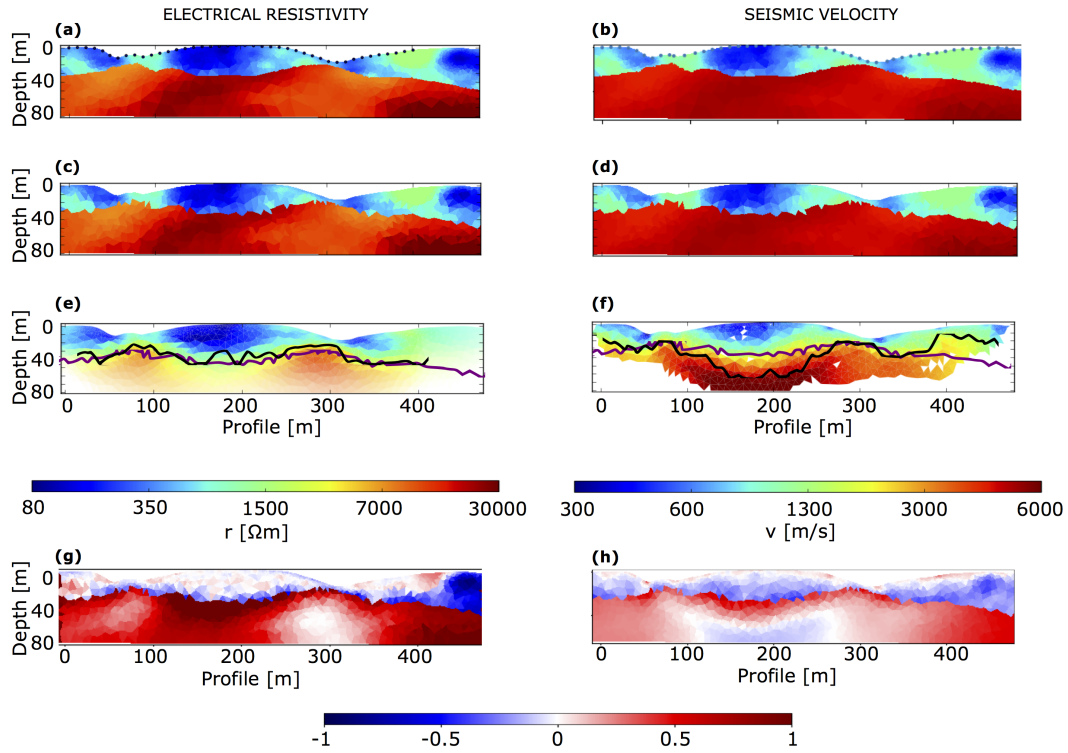 ELECTRICAL RESISTIVITY SEISMIC VELOCITY
(a) (b)
Depth [m] 0 40 80
(c) (d)
Depth [m] 0 40 80
(e) (f)
Depth [m] 0 40 80
0 100 200 300 400 0 100 200 300 400
Profile [m] Profile [m]
80 350 1500 7000 30000 300 600 1300 3000 6000
r [Ωm] v [m/s]
(g) (h)
Depth [m] 0 40 80
0 100 200 300 400 0 100 200 300 400
Profile [m] Profile [m]
-1 -0.5 0 0.5 1